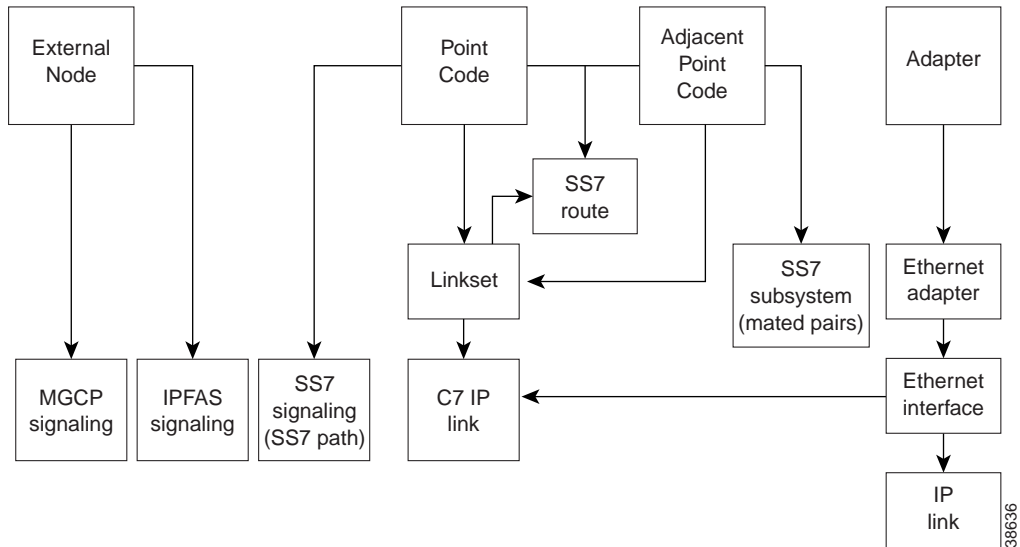 External
Node
Point
Code
Adjacent
Point
Code
Adapter
SS7
route
Linkset
SS7
subsystem
(mated pairs)
Ethernet
adapter
MGCP
signaling
IPFAS
signaling
SS7
signaling
(SS7 path)
C7 IP
link
Ethernet
interface
IP
link
38636